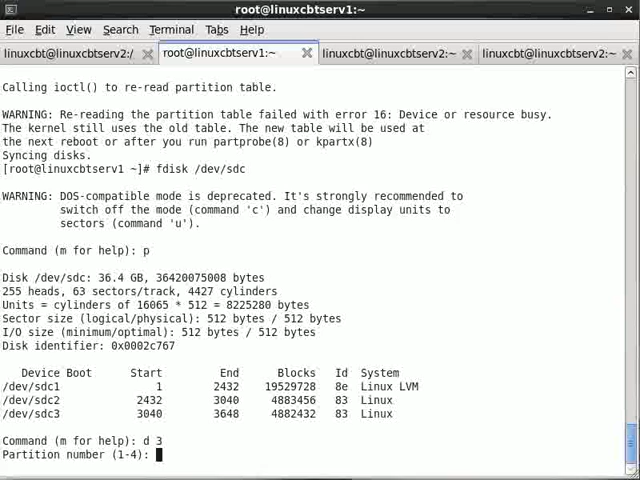 root@linuxcbtserv1:~
File Edit View Search Terminal Tabs Help
linuxcbt@linuxcbtserv2:/ root@linuxcbtserv1:~ linuxcbt@linuxcbtserv2:~ linuxcbt@linuxcbtserv2:~
Calling ioctl() to re-read partition table.
WARNING: Re-reading the partition table failed with error 16: Device or resource busy.
The kernel still uses the old table. The new table will be used at
the next reboot or after you run partprobe(8) or kpartx(8)
Syncing disks.
[root@linuxcbtserv1 ~]# fdisk /dev/sdc
WARNING: DOS-compatible mode is deprecated. It's strongly recommended to
switch off the mode (command 'c') and change display units to
sectors (command 'u').
Command (m for help): p
Disk /dev/sdc: 36.4 GB, 36420075008 bytes
255 heads, 63 sectors/track, 4427 cylinders
Units = cylinders of 16065 * 512 = 8225280 bytes
Sector size (logical/physical): 512 bytes / 512 bytes
I/O size (minimum/optimal): 512 bytes / 512 bytes
Disk identifier: 0x0002c767
Device Boot Start End Blocks Id System
/dev/sdc1 1 2432 19529728 8e Linux LVM
/dev/sdc2 2432 3040 4883456 83 Linux
/dev/sdc3 3040 3648 4882432 83 Linux
Command (m for help): d 3
Partition number (1-4):